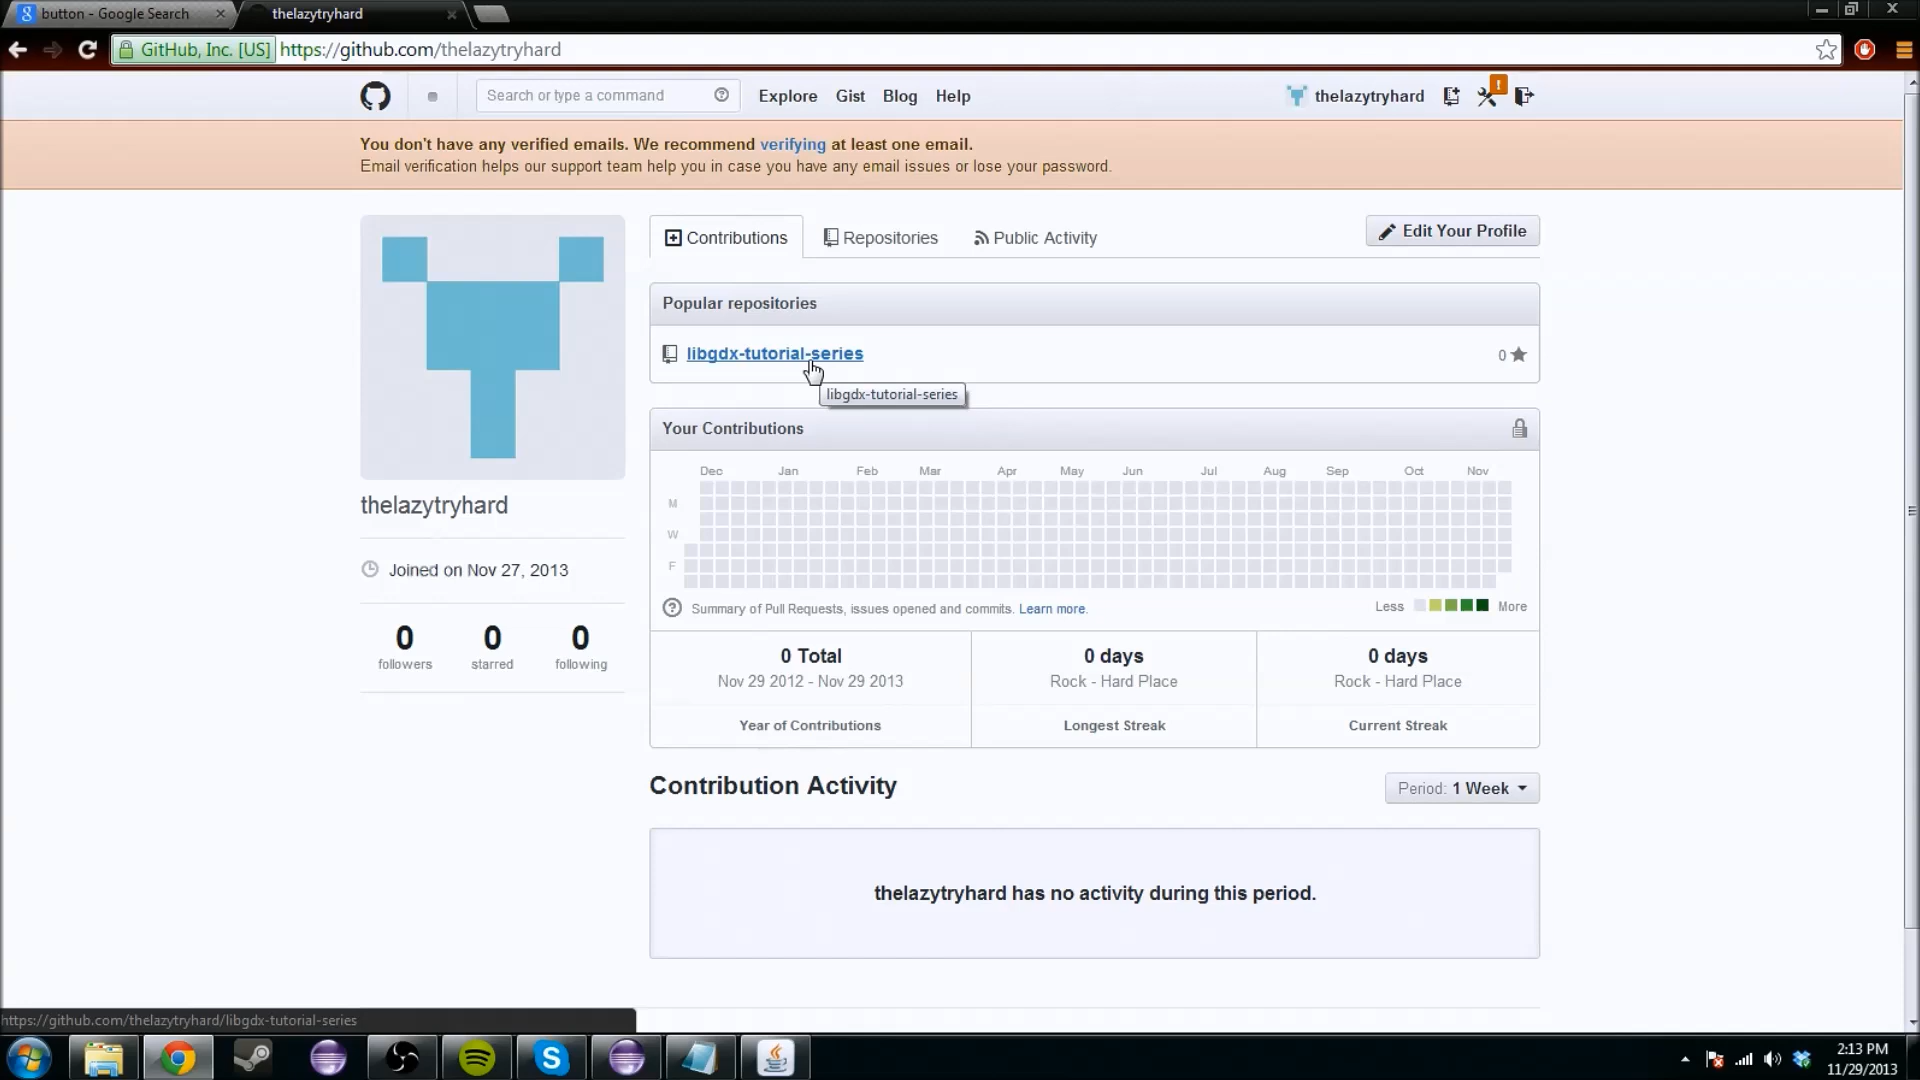 button - Google Search
thelazytryhard
GitHub, Inc. [US]
https://github.com/thelazytryhard
Search or type a command
Explore
Gist
Blog
Help
thelazytryhard
You don't have any verified emails. We recommend verifying at least one email.
Email verification helps our support team help you in case you have any email issues or lose your password.
Contributions
Repositories
Public Activity
Edit Your Profile
Popular repositories
libgdx-tutorial-series
0
libgdx-tutorial-series
Your Contributions
Dec Jan Feb Mar Apr May Jun Jul Aug Sep Oct Nov
M
W
F
Summary of Pull Requests, issues opened and commits. Learn more.
Less
More
thelazytryhard
Joined on Nov 27, 2013
0 0 0
followers starred following
0 Total
Nov 29 2012 - Nov 29 2013
Year of Contributions
0 days
Rock - Hard Place
Longest Streak
0 days
Rock - Hard Place
Current Streak
Contribution Activity
Period: 1 Week
thelazytryhard has no activity during this period.
https://github.com/thelazytryhard/libgdx-tutorial-series
2:13 PM
11/29/2013